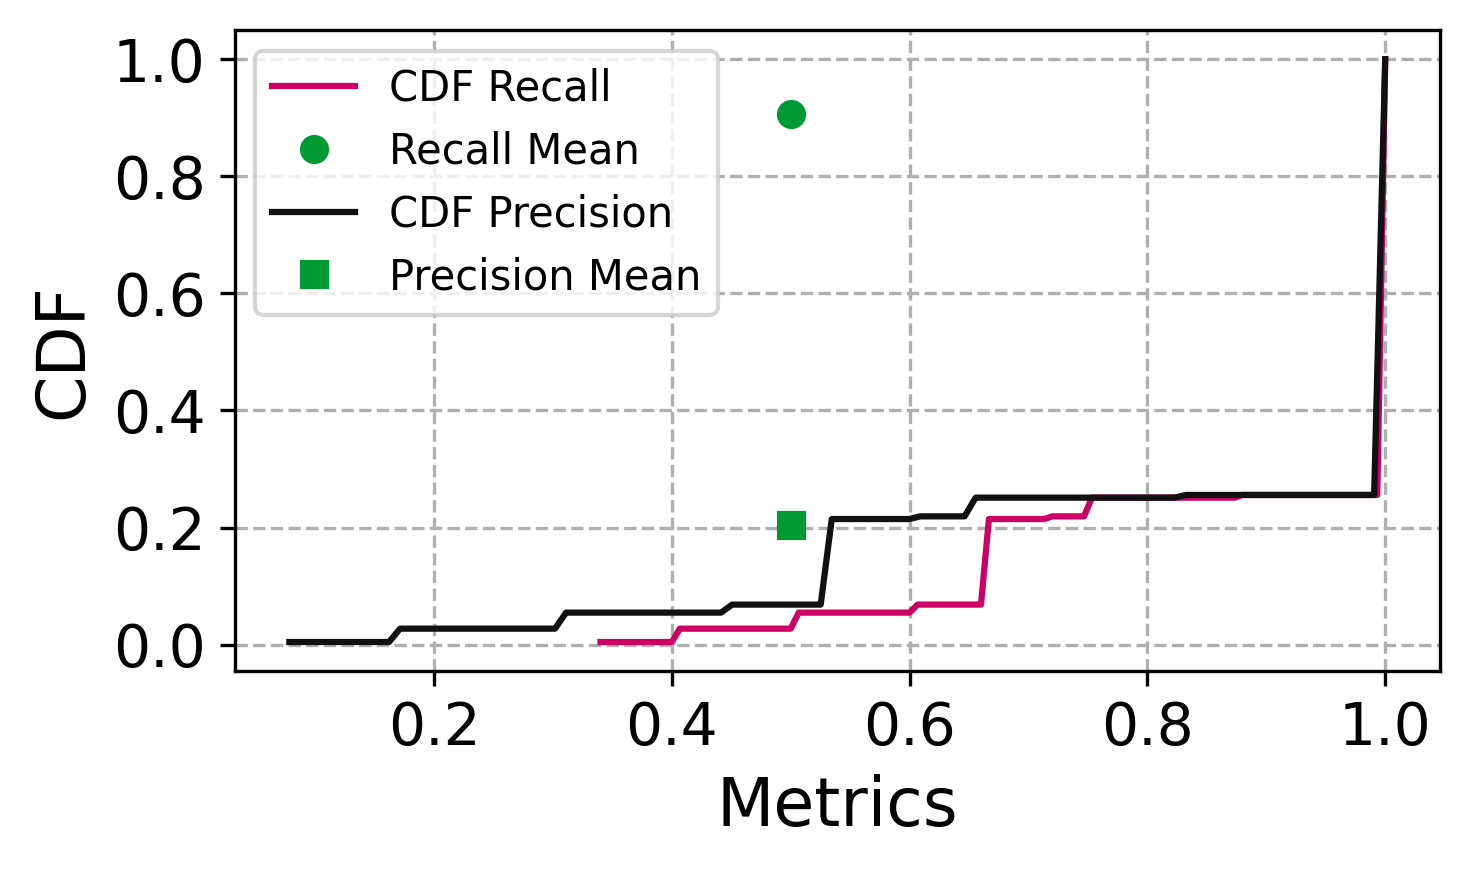 1.0
0.8
0.6
0.4
0.2
0.0
CDF
CDF Recall
Recall Mean
CDF Precision
Precision Mean
0.2 0.4 0.6 0.8 1.0
Metrics